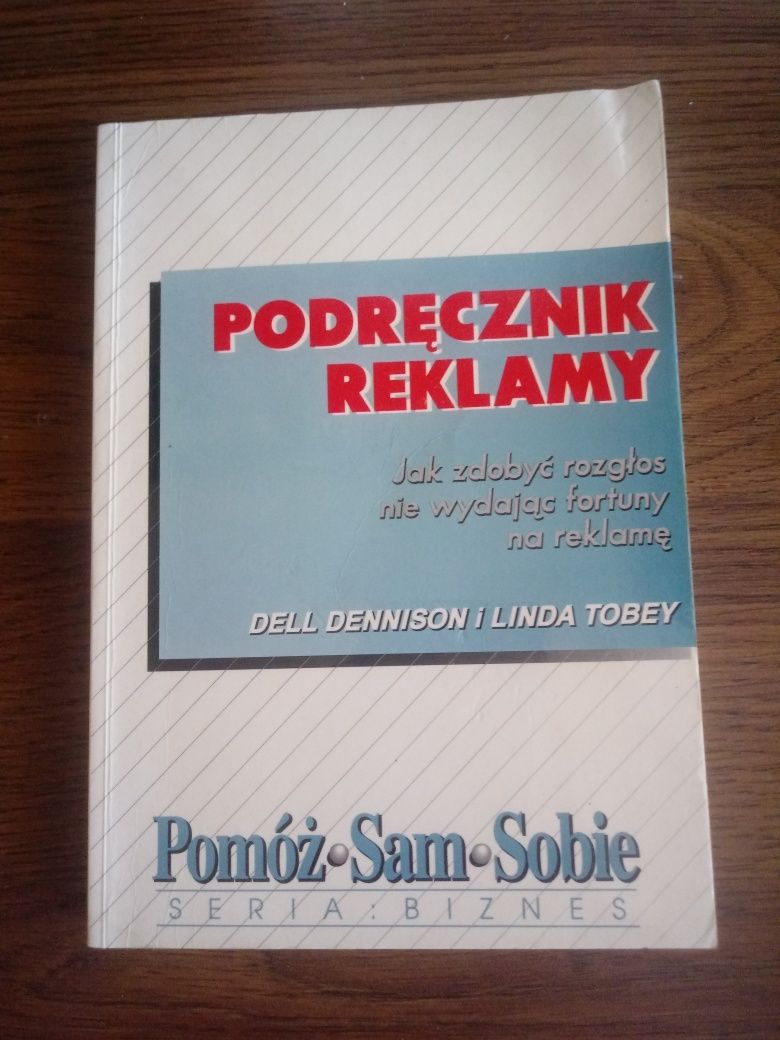 PODRĘCZNIK
REKLAMY
Jak zdobyć rozgłos
nie wydając fortuny
na reklamę
DELL DENNISON i LINDA TOBEY
Pomóż•Sam•Sobie
SERIA:BIZNES